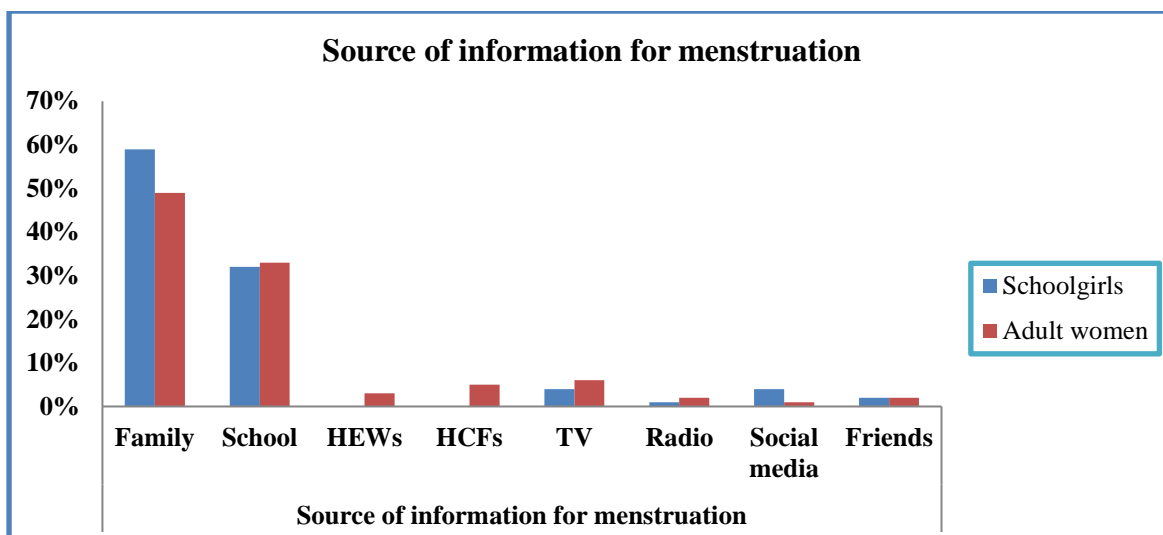 Source of information for menstruation
70%
60%
50%
40%
30%
20%
10%
0%
Family School HEWs HCFs TV Radio Social media Friends
Source of information for menstruation
Schoolgirls
Adult women